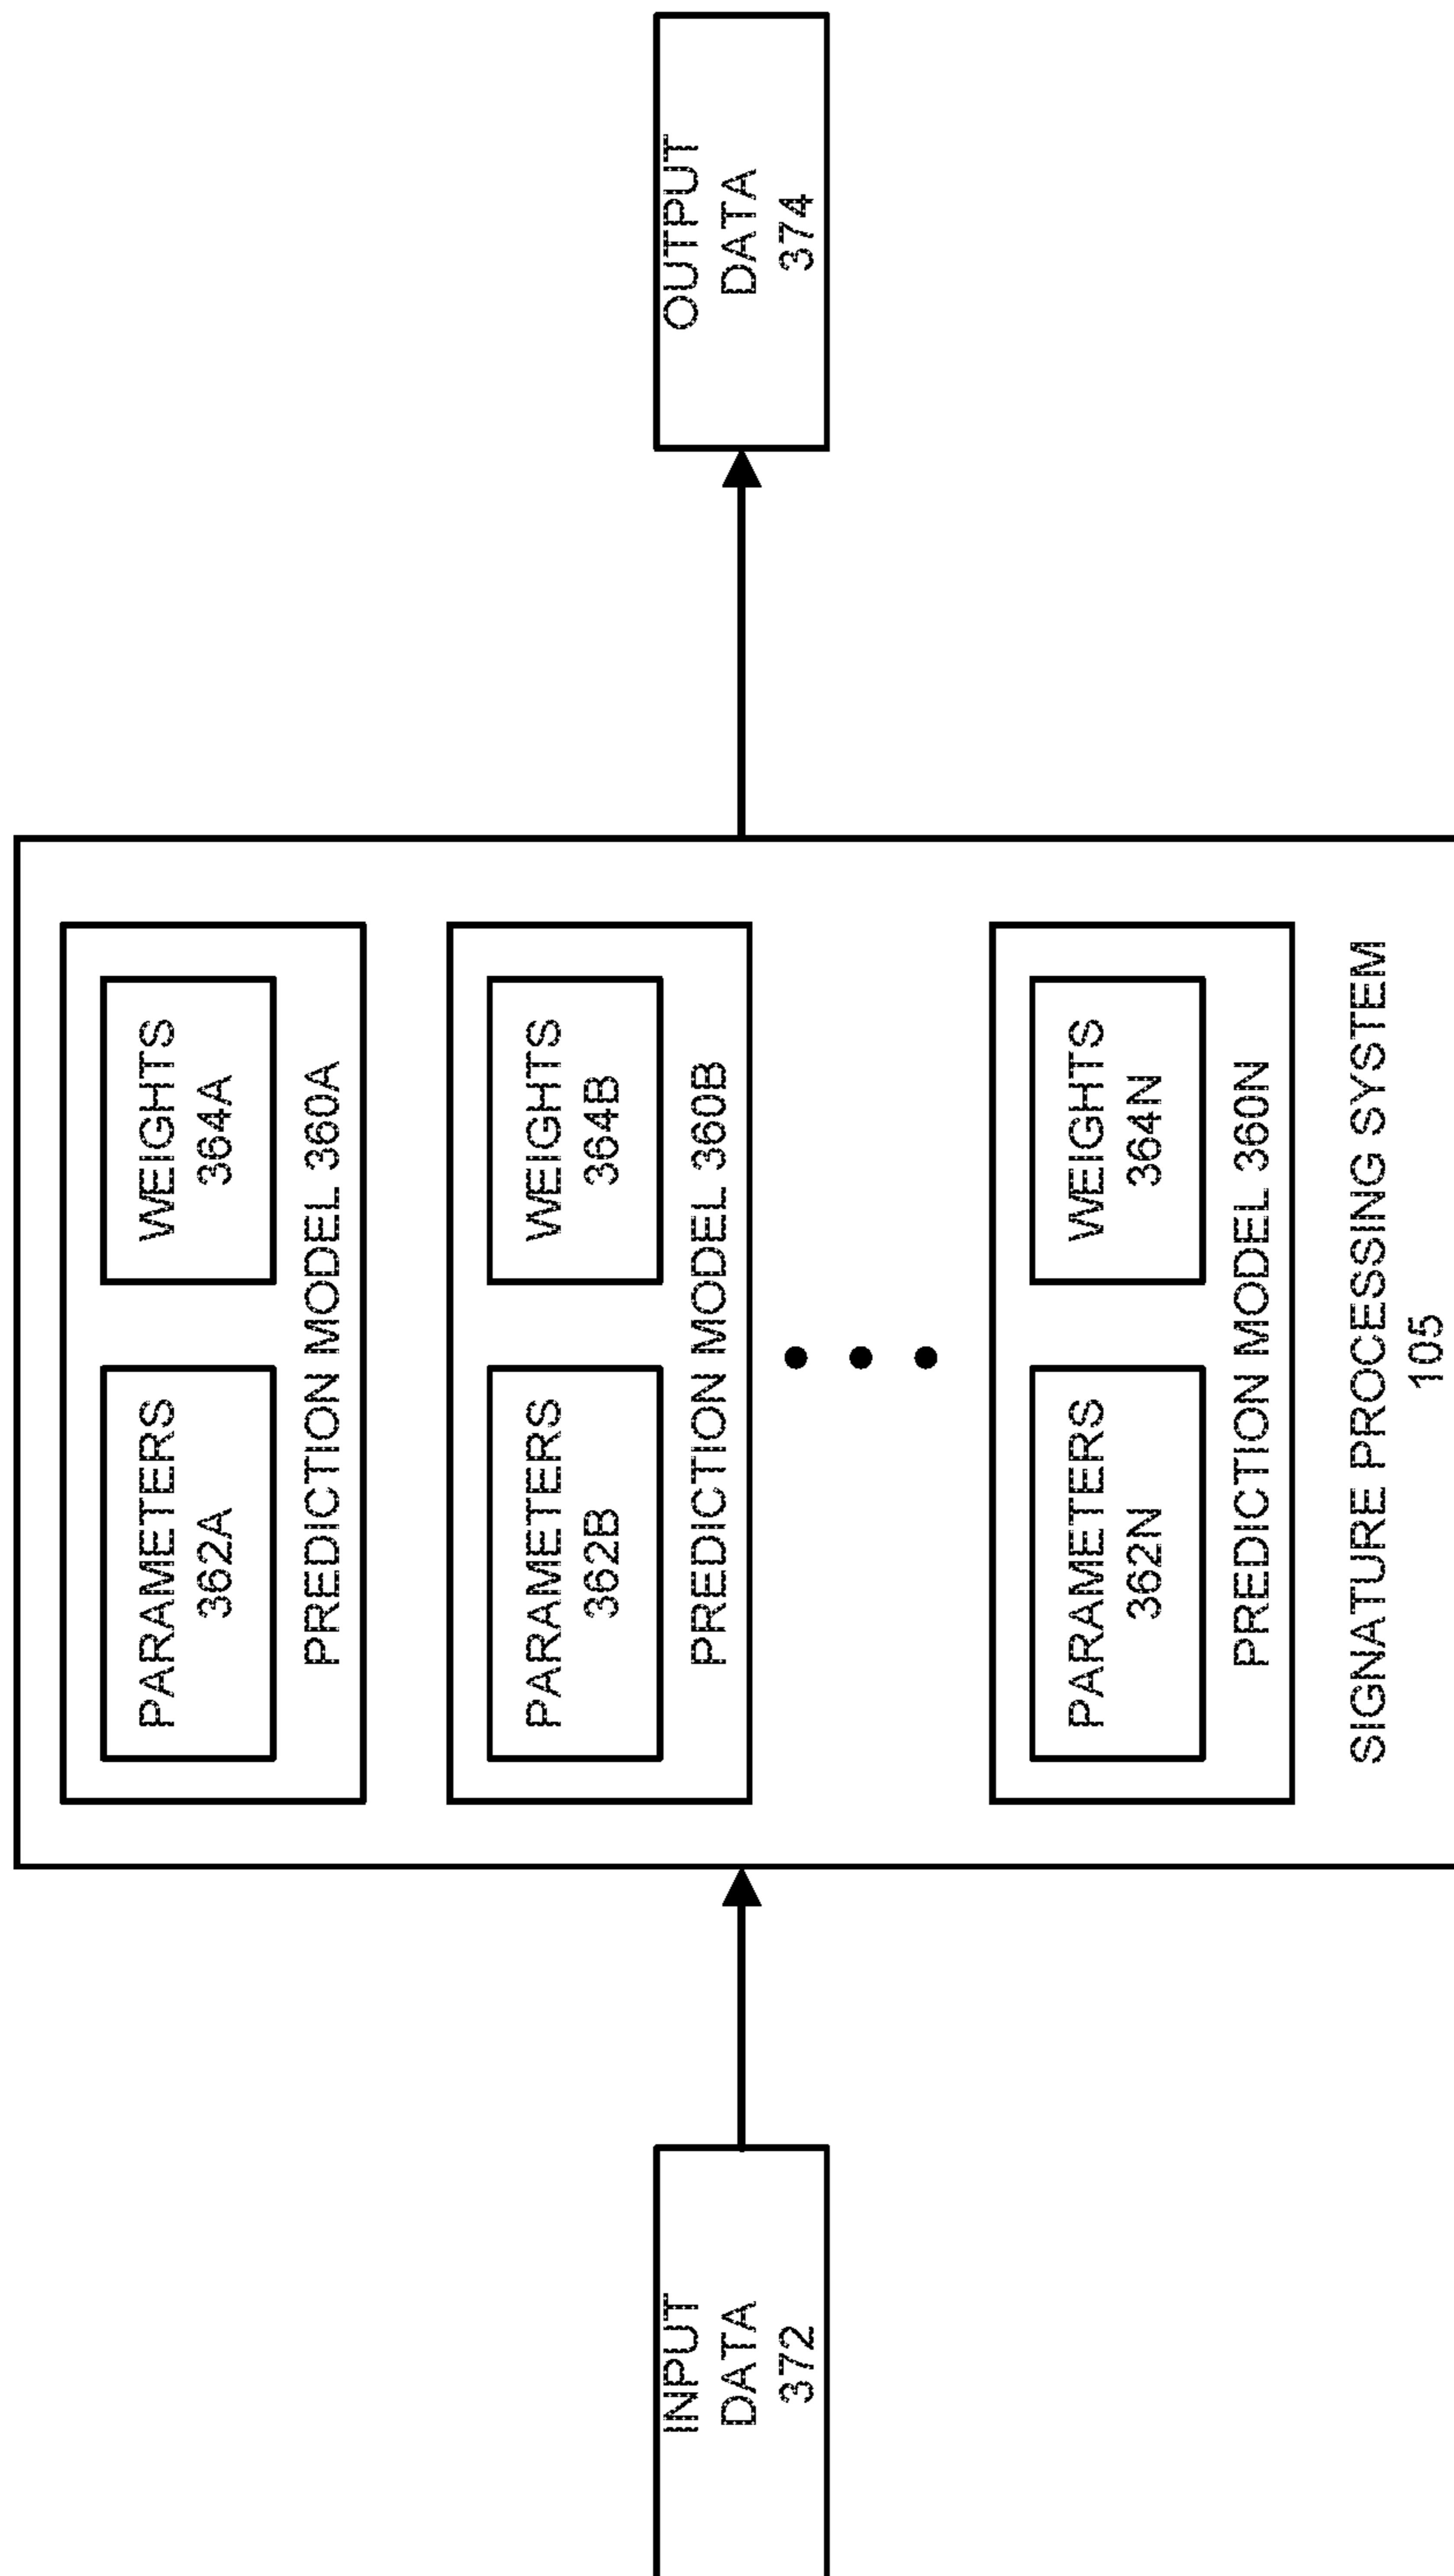 INPUT
DATA
372
PARAMETERS
362A
WEIGHTS
364A
PREDICTION MODEL 360A
PARAMETERS
362B
WEIGHTS
364B
PREDICTION MODEL 360B
PARAMETERS
362N
WEIGHTS
364N
PREDICTION MODEL 360N
SIGNATURE PROCESSING SYSTEM
105
OUTPUT
DATA
374